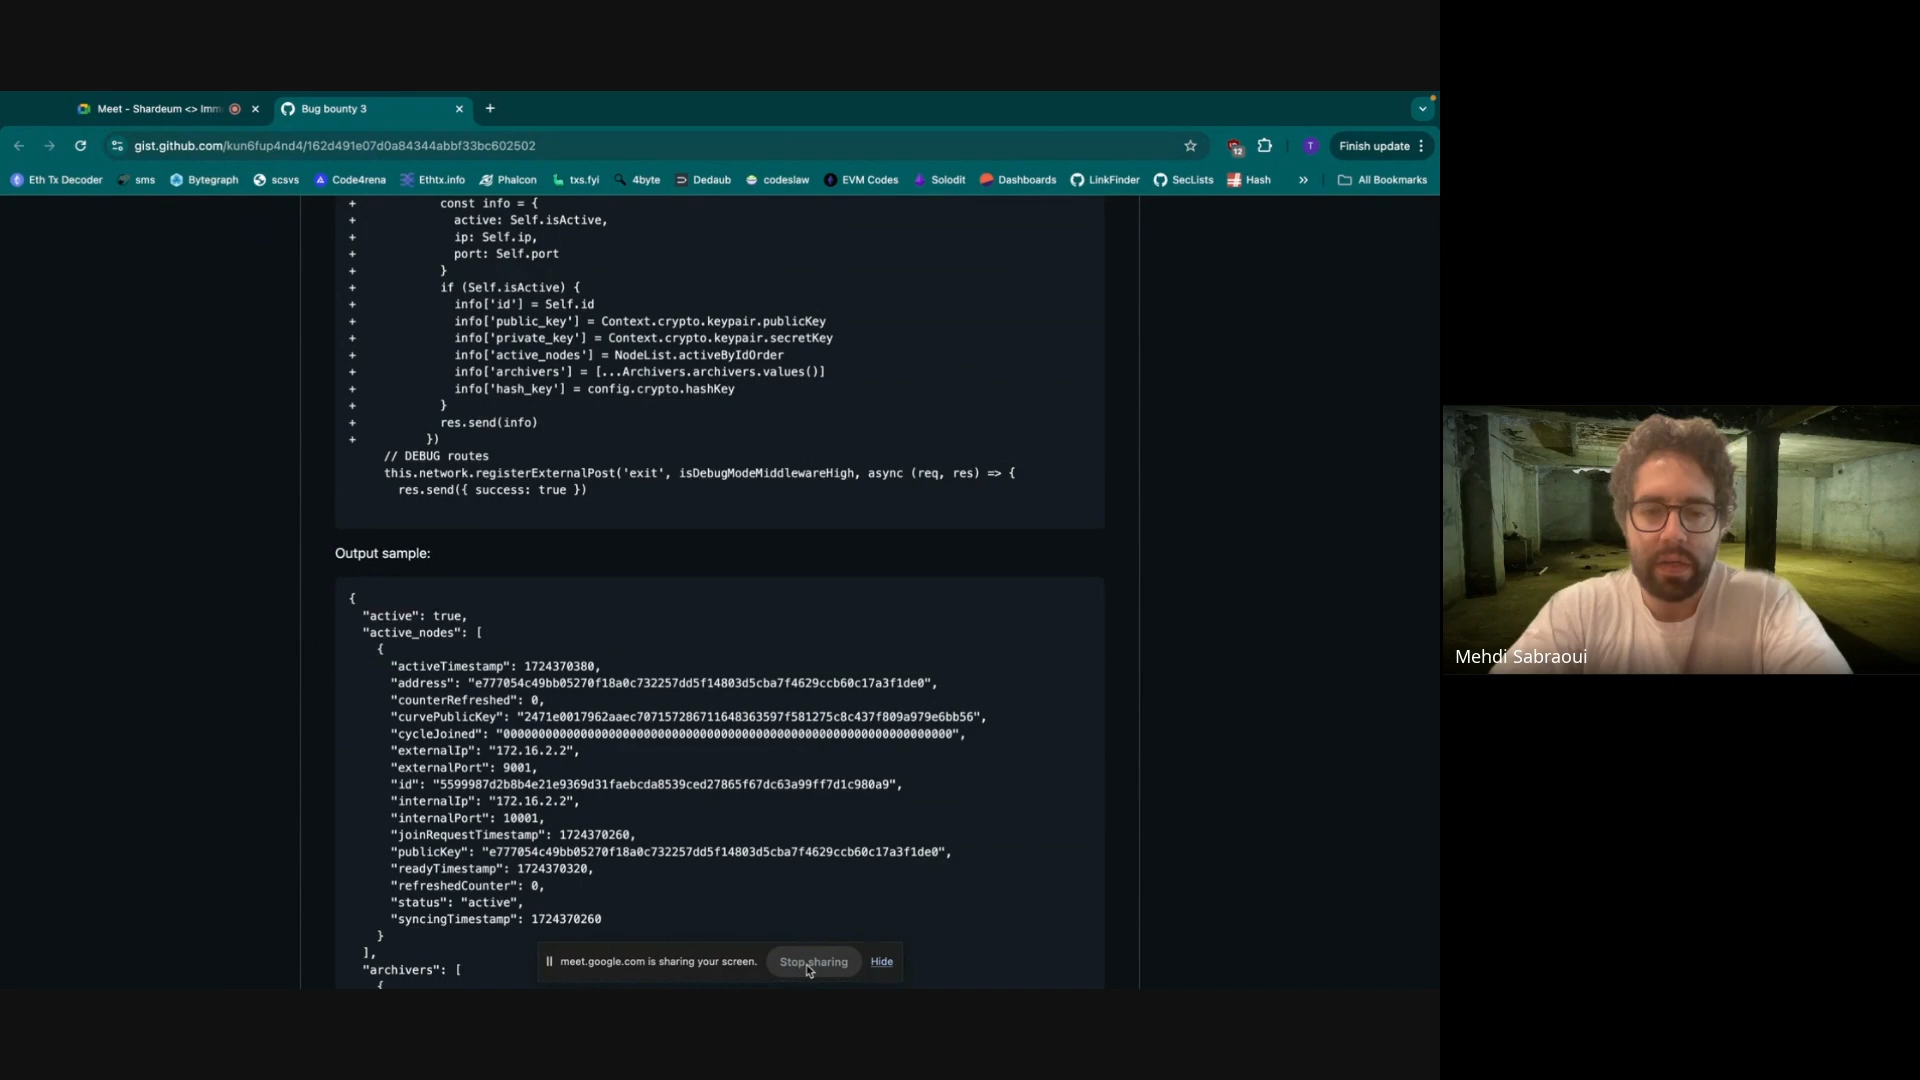 Meet - Shardeum <> Imm
Bug bounty 3
gist.github.com/kun6fup4nd4/162d491e07d0a84344abbf33bc602502
12
T
Finish update
Eth Tx Decoder
sms
Bytegraph
scsvs
Code4rena
Ethtx.info
Phalcon
txs.fyi
4byte
Dedaub
codeslaw
EVM Codes
Solodit
Dashboards
LinkFinder
SecLists
Hash
»
All Bookmarks
+ const info = {
+ active: Self.isActive,
+ ip: Self.ip,
+ port: Self.port
+ }
+ if (Self.isActive) {
+ info['id'] = Self.id
+ info['public_key'] = Context.crypto.keypair.publicKey
+ info['private_key'] = Context.crypto.keypair.secretKey
+ info['active_nodes'] = NodeList.activeByIdOrder
+ info['archivers'] = [...Archivers.archivers.values()]
+ info['hash_key'] = config.crypto.hashKey
+ }
+ res.send(info)
+ })
// DEBUG routes
this.network.registerExternalPost('exit', isDebugModeMiddlewareHigh, async (req, res) => {
res.send({ success: true })
Output sample:
{
"active": true,
"active_nodes": [
{
"activeTimestamp": 1724370380,
"address": "e777054c49bb05270f18a0c732257dd5f14803d5cba7f4629ccb60c17a3f1de0",
"counterRefreshed": 0,
"curvePublicKey": "2471e0017962aaec707157286711648363597f581275c8c437f809a979e6bb56",
"cycleJoined": "0000000000000000000000000000000000000000000000000000000000000000",
"externalIp": "172.16.2.2",
"externalPort": 9001,
"id": "5599987d2b8b4e21e9369d31faebcda8539ced27865f67dc63a99ff7d1c980a9",
"internalIp": "172.16.2.2",
"internalPort": 10001,
"joinRequestTimestamp": 1724370260,
"publicKey": "e777054c49bb05270f18a0c732257dd5f14803d5cba7f4629ccb60c17a3f1de0",
"readyTimestamp": 1724370320,
"refreshedCounter": 0,
"status": "active",
"syncingTimestamp": 1724370260
}
],
"archivers": [
{
meet.google.com is sharing your screen.
Stop sharing
Hide
Mehdi Sabraoui